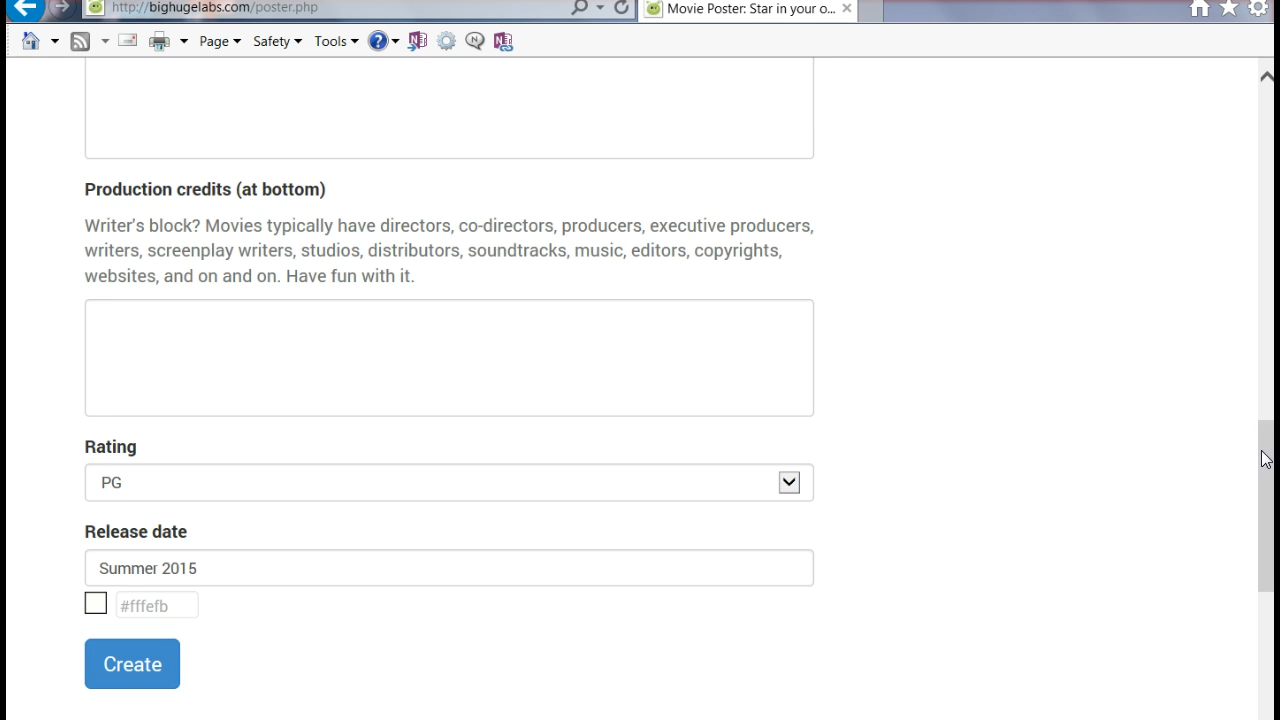 http://bighugelabs.com/poster.php
Movie Poster: Star in your o...
Page
Safety
Tools
Production credits (at bottom)
Writer's block? Movies typically have directors, co-directors, producers, executive producers,
writers, screenplay writers, studios, distributors, soundtracks, music, editors, copyrights,
websites, and on and on. Have fun with it.
Rating
PG
Release date
Summer 2015
#fffefb
Create